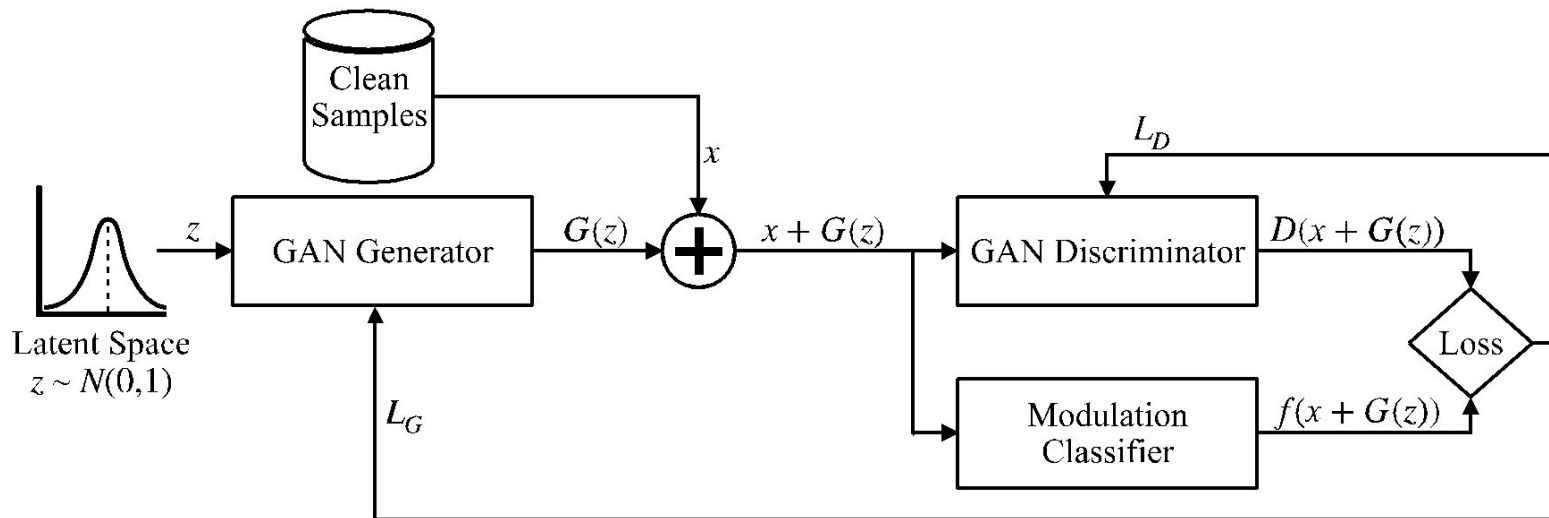 Clean
Samples
x
L_D
z
GAN Generator
G(z)
+
x + G(z)
GAN Discriminator
D(x + G(z))
Latent Space
z ~ N(0,1)
Loss
L_G
Modulation
Classifier
f(x + G(z))